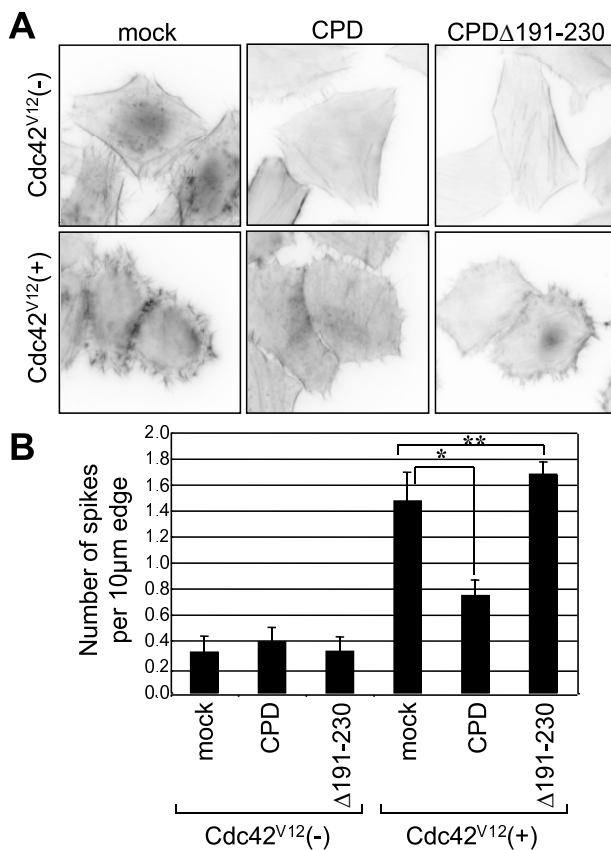 A
mock CPD CPDΔ191-230
Cdc42V12(-)
Cdc42V12(+)
B
Number of spikes
per 10µm edge
2.0
1.8
1.6
1.4
1.2
1.0
0.8
0.6
0.4
0.2
0.0
**
*
mock CPD Δ191-230 mock CPD Δ191-230
Cdc42V12(-) Cdc42V12(+)